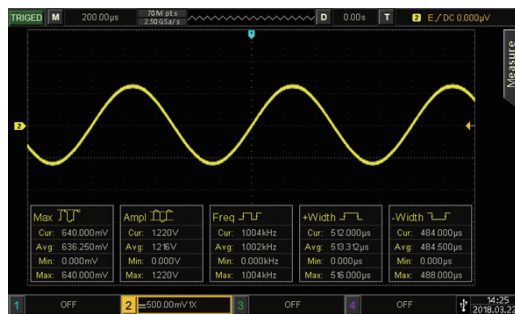 TRIGED M 200.00μs 70M pts D 0.00s T 2 E DC 0.000μV
2.50 GSa/s
Measure
2
Max Ampl Freq +Width -Width
Cur: 640.000mV Cur: 1.220V Cur: 1.004kHz Cur: 512.000μs Cur: 484.000μs
Avg: 636.250mV Avg: 1.216V Avg: 1.002kHz Avg: 513.312μs Avg: 484.500μs
Min: 0.000mV Min: 0.000V Min: 0.000kHz Min: 0.000μs Min: 0.000μs
Max: 640.000mV Max: 1.220V Max: 1.004kHz Max: 516.000μs Max: 488.000μs
1 OFF 2 500.00mV 1X 3 OFF 4 OFF 14:25
2018.03.22